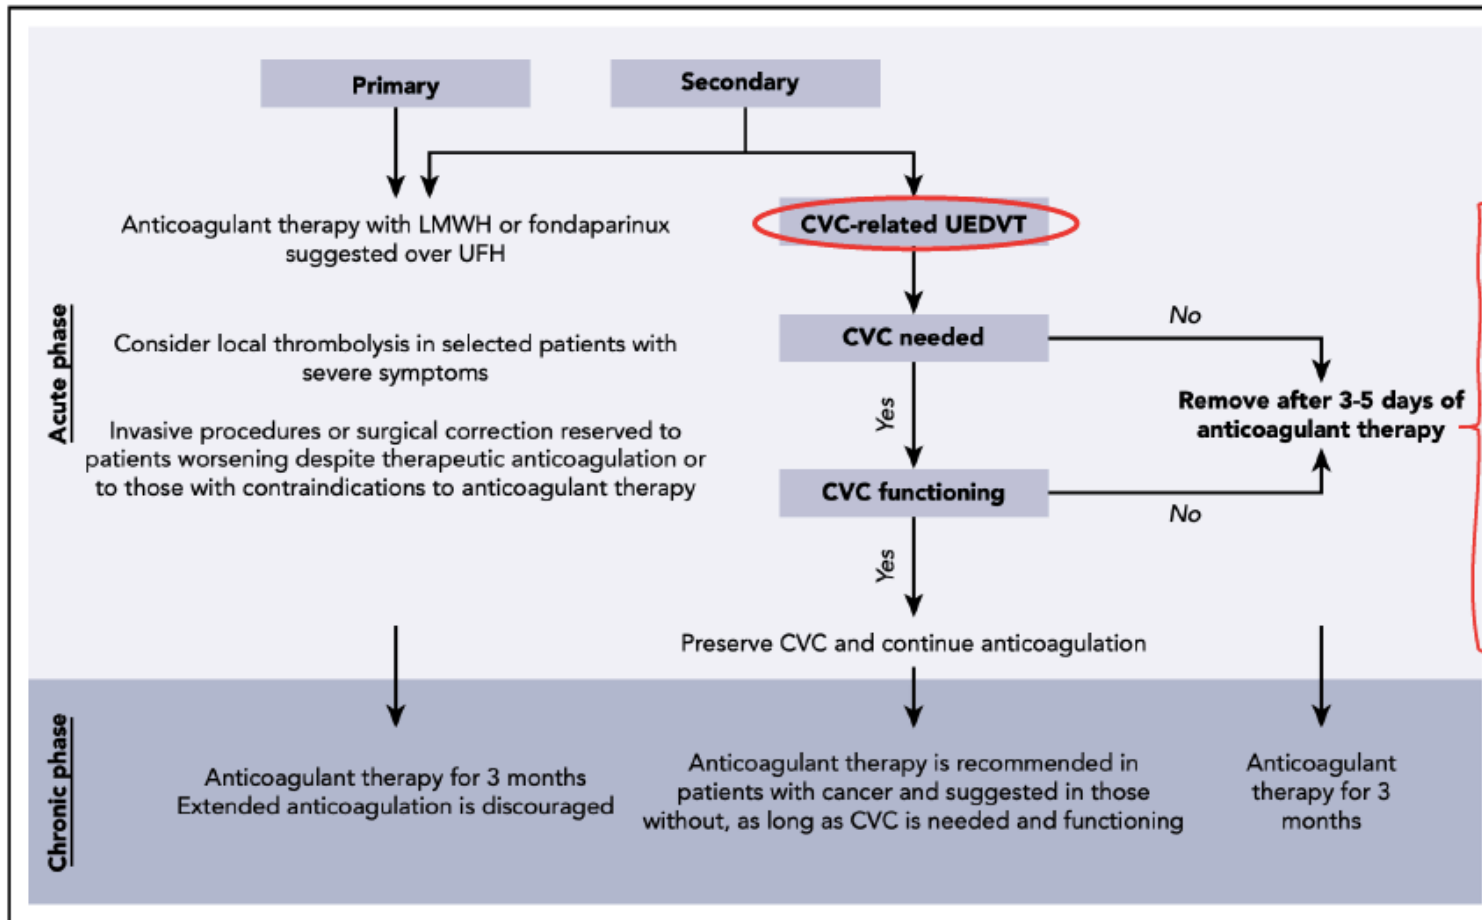 Primary
Secondary
Anticoagulant therapy with LMWH or fondaparinux
suggested over UFH
CVC-related UEDVT
Acute phase
Consider local thrombolysis in selected patients with
severe symptoms
Invasive procedures or surgical correction reserved to
patients worsening despite therapeutic anticoagulation or
to those with contraindications to anticoagulant therapy
CVC needed
No
Yes
Remove after 3-5 days of
anticoagulant therapy
CVC functioning
No
Yes
Preserve CVC and continue anticoagulation
Chronic phase
Anticoagulant therapy for 3 months
Extended anticoagulation is discouraged
Anticoagulant therapy is recommended in
patients with cancer and suggested in those
without, as long as CVC is needed and functioning
Anticoagulant
therapy for 3
months